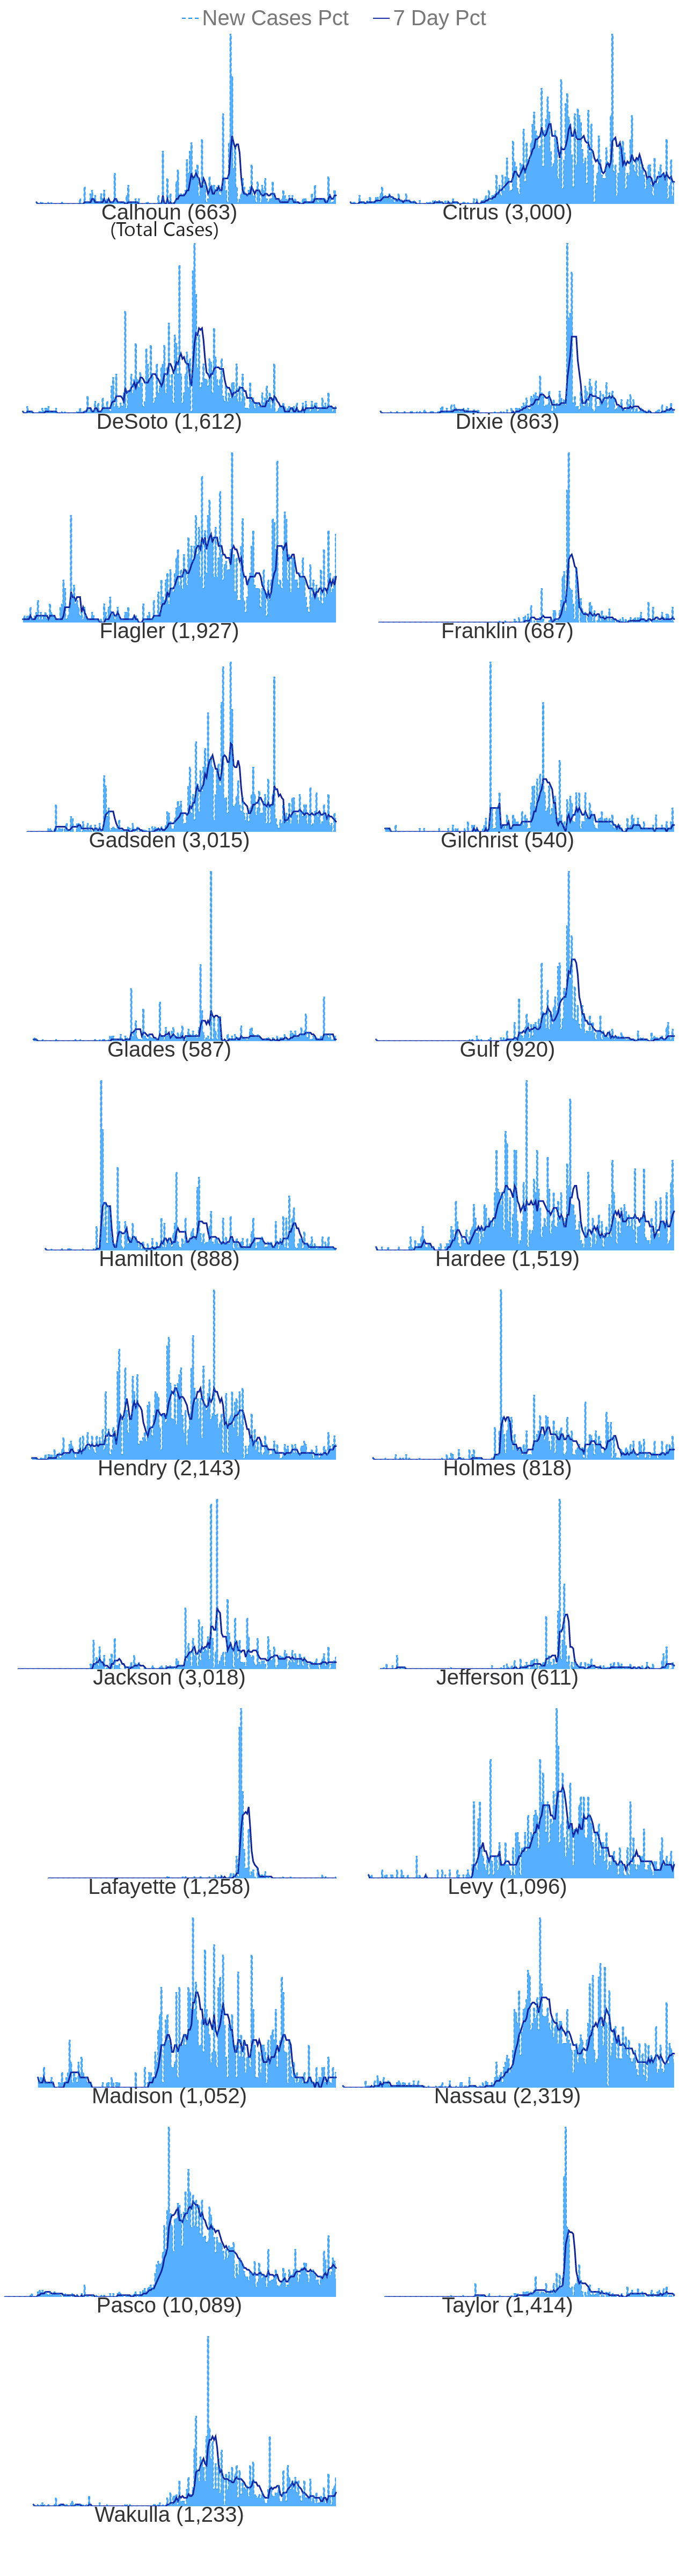 New Cases Pct 7 Day Pct
Calhoun (663) Citrus (3,000)
(Total Cases)
DeSoto (1,612) Dixie (863)
Flagler (1,927) Franklin (687)
Gadsden (3,015) Gilchrist (540)
Glades (587) Gulf (920)
Hamilton (888) Hardee (1,519)
Hendry (2,143) Holmes (818)
Jackson (3,018) Jefferson (611)
Lafayette (1,258) Levy (1,096)
Madison (1,052) Nassau (2,319)
Pasco (10,089) Taylor (1,414)
Wakulla (1,233)